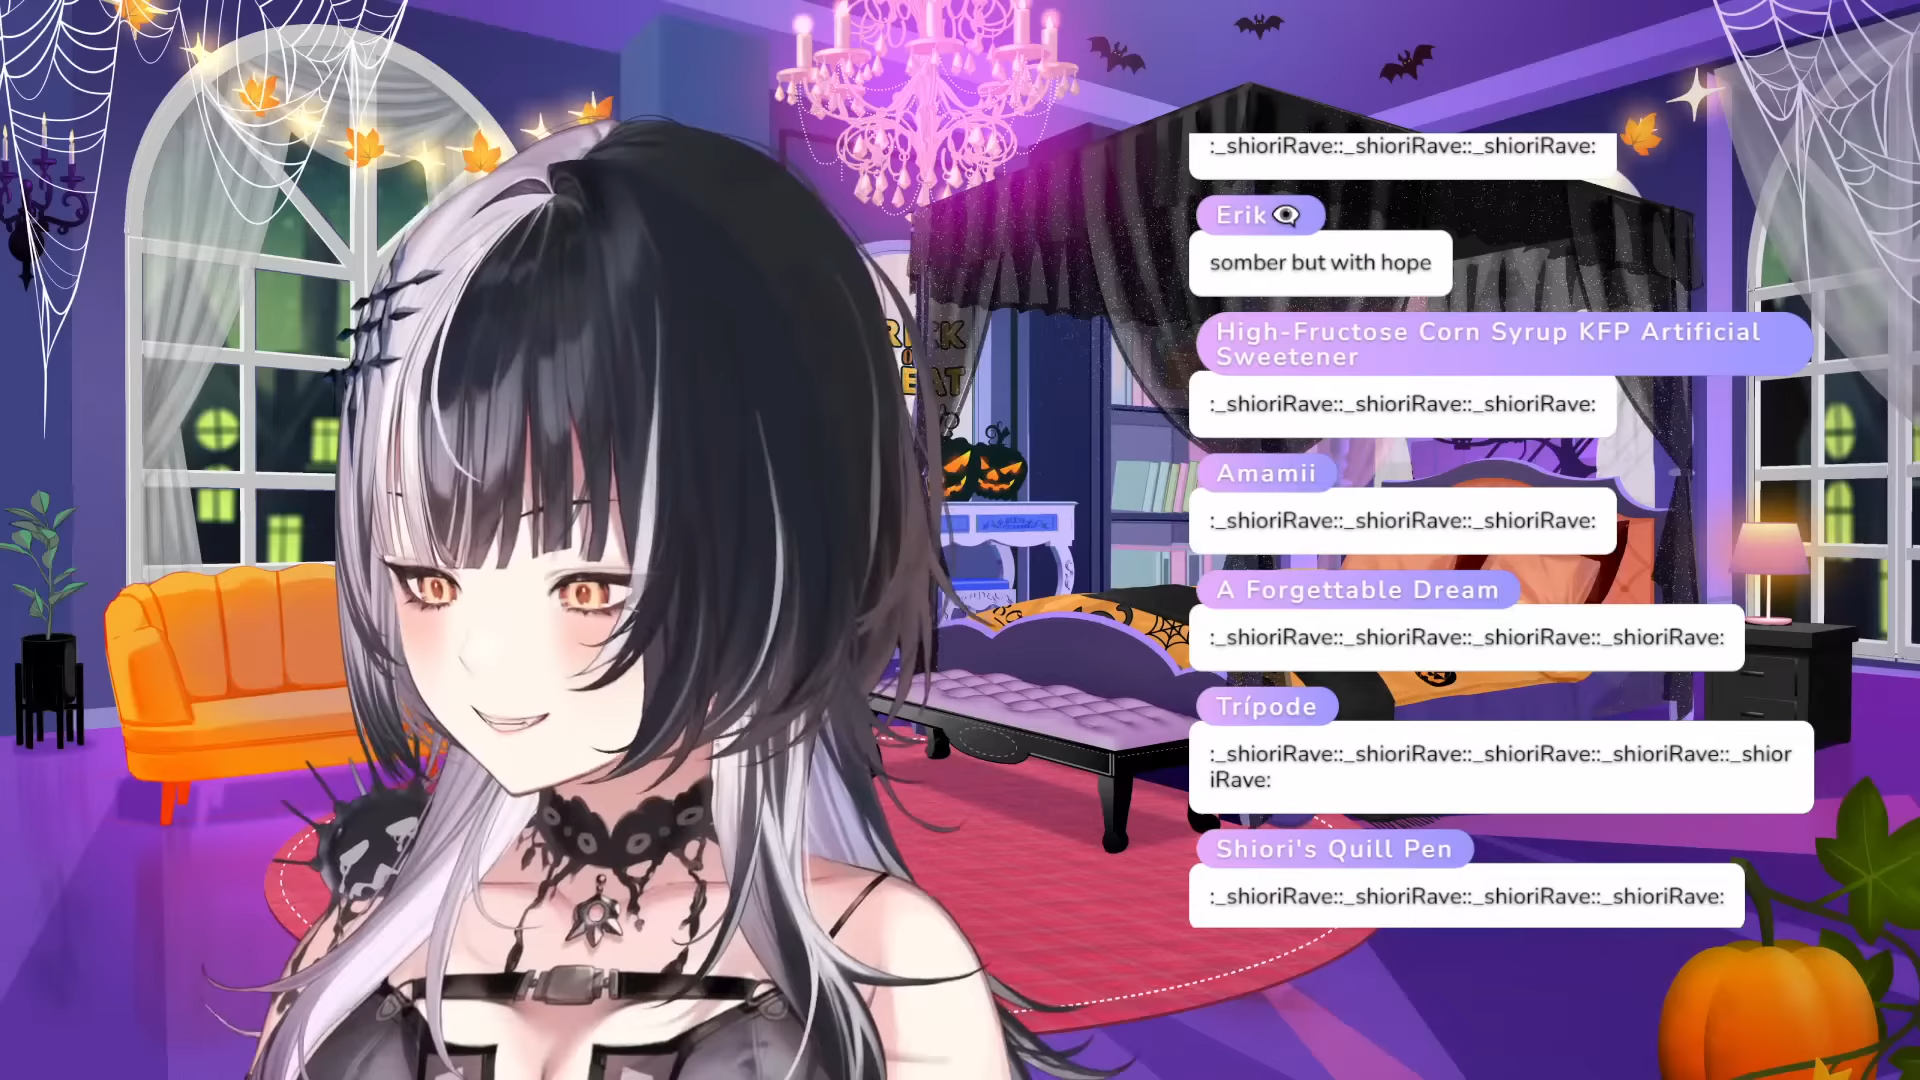 :_shioriRave::_shioriRave::_shioriRave:
Erik
somber but with hope
High-Fructose Corn Syrup KFP Artificial
Sweetener
:_shioriRave::_shioriRave::_shioriRave:
Amamii
:_shioriRave::_shioriRave::_shioriRave:
A Forgettable Dream
:_shioriRave::_shioriRave::_shioriRave::_shioriRave:
Trípode
:_shioriRave::_shioriRave::_shioriRave::_shioriRave::_shior
iRave:
Shiori's Quill Pen
:_shioriRave::_shioriRave::_shioriRave::_shioriRave: